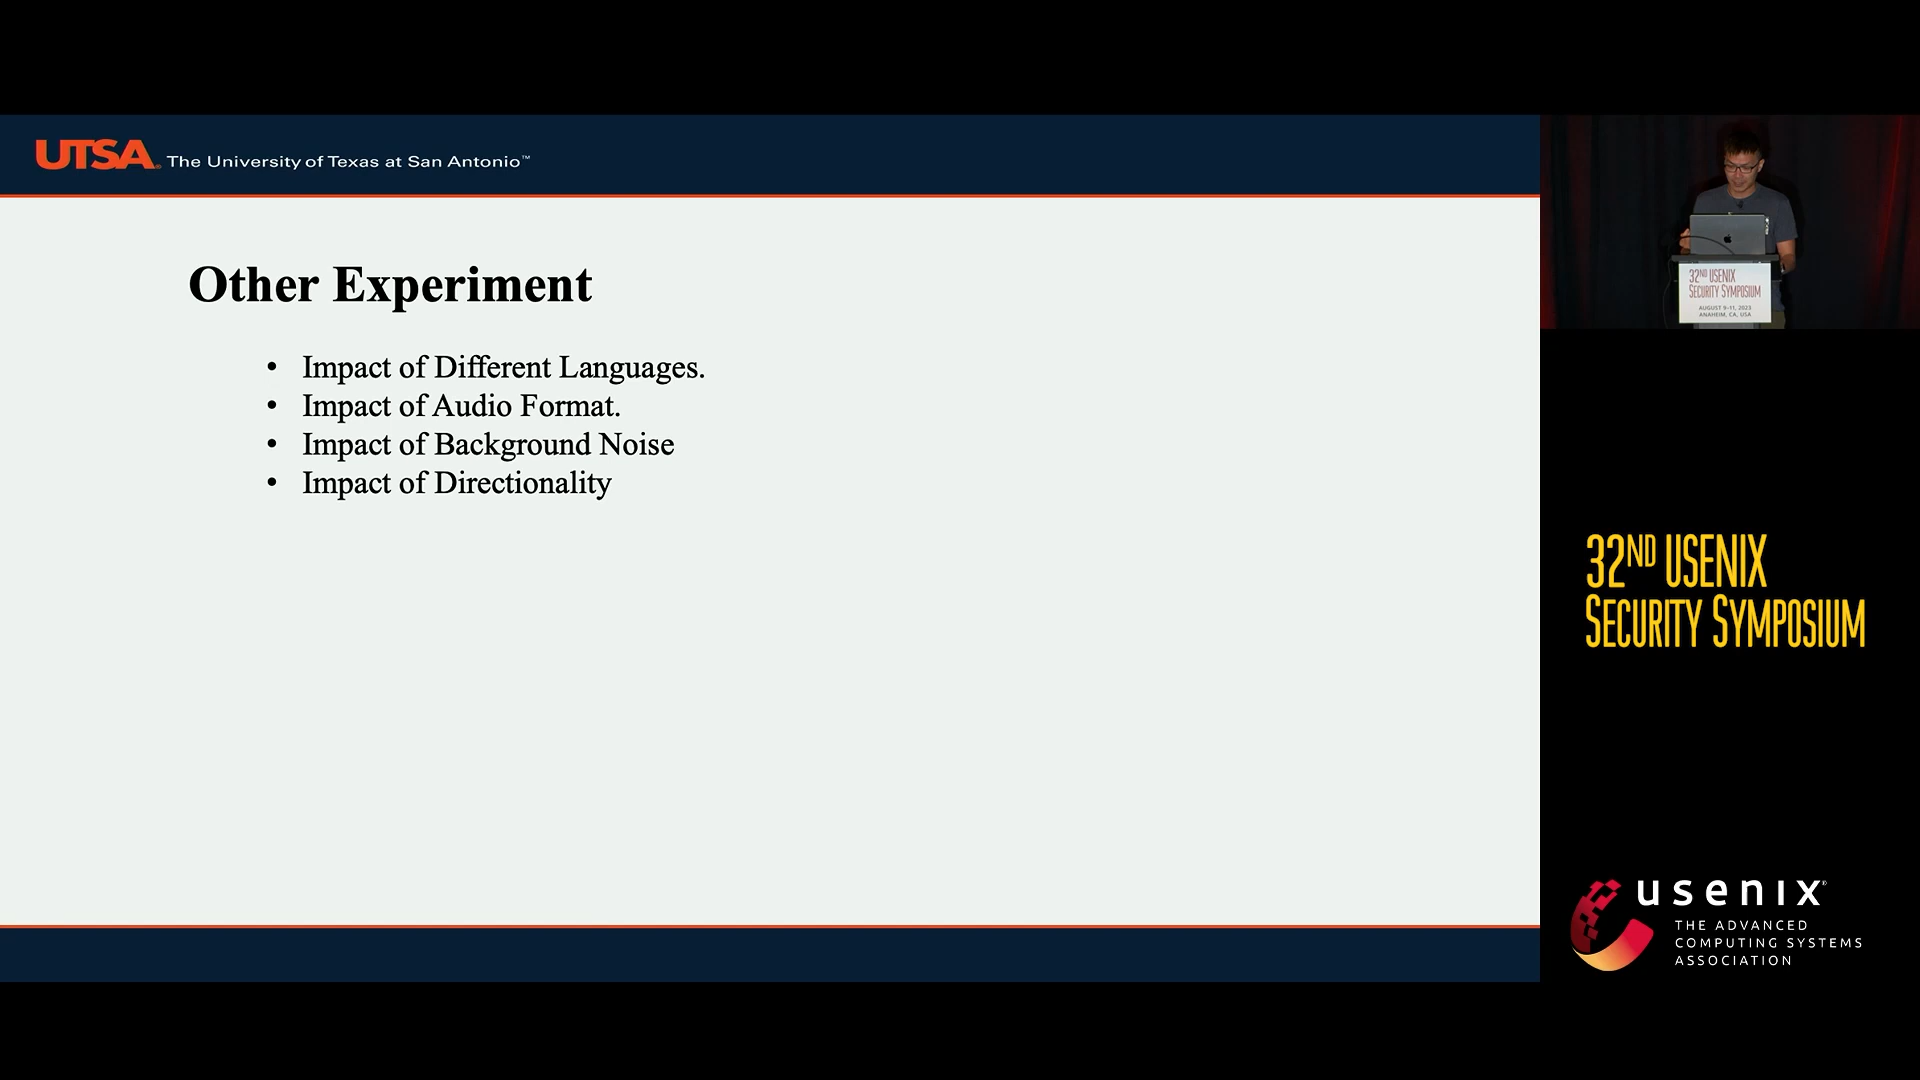 UTSA. The University of Texas at San Antonio™
Other Experiment
• Impact of Different Languages.
• Impact of Audio Format.
• Impact of Background Noise
• Impact of Directionality
32ND USENIX
SECURITY SYMPOSIUM
AUGUST 9–11, 2023
ANAHEIM, CA, USA
32ND USENIX
SECURITY SYMPOSIUM
usenix®
THE ADVANCED
COMPUTING SYSTEMS
ASSOCIATION